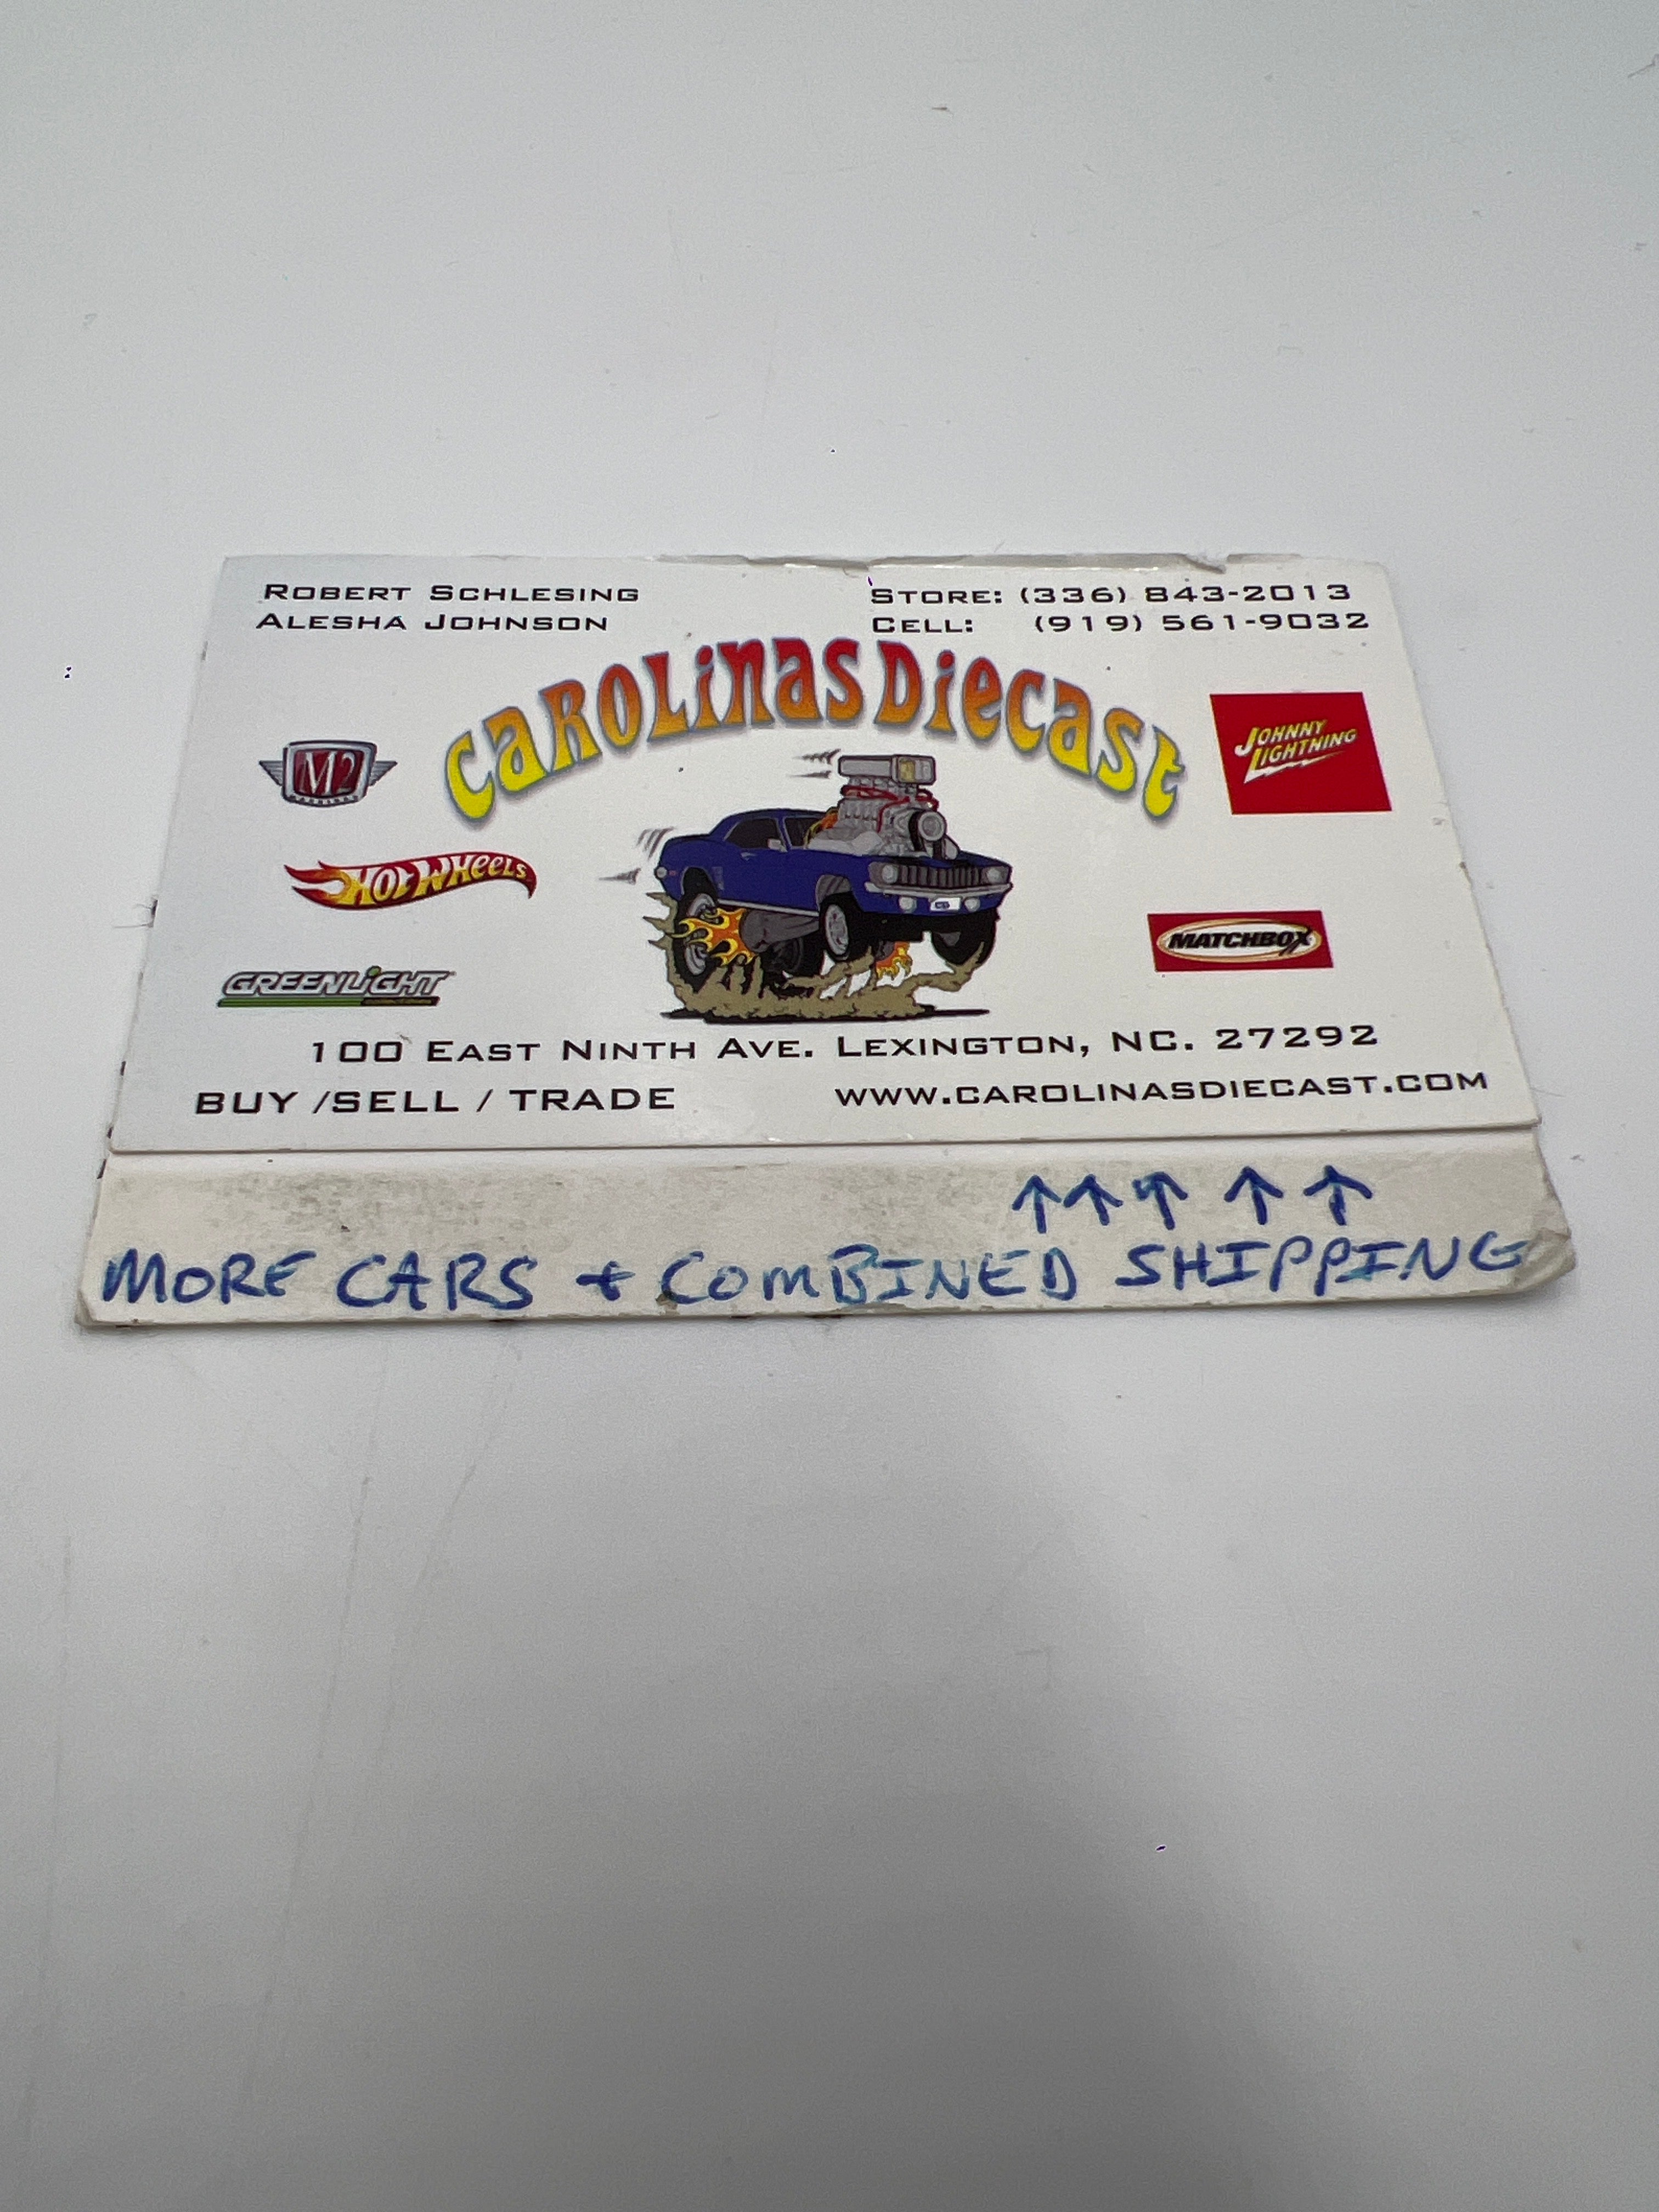 ROBERT SCHLESING
ALESHA JOHNSON
STORE: (336) 843-2013
CELL: (919) 561-9032
CAROLINAS DIECAST
M2
MACHINES
JOHNNY
LIGHTNING
HOT WHEELS
MATCHBOX
GREENLIGHT
100 EAST NINTH AVE. LEXINGTON, NC. 27292
BUY /SELL / TRADE
WWW.CAROLINASDIECAST.COM
↑ ↑ ↑ ↑ ↑
MORE CARS + COMBINED SHIPPING